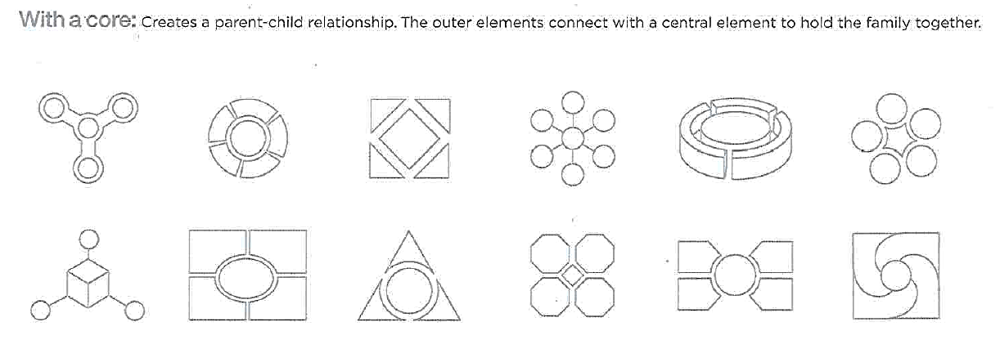 With a core: Creates a parent-child relationship. The outer elements connect with a central element to hold the family together.